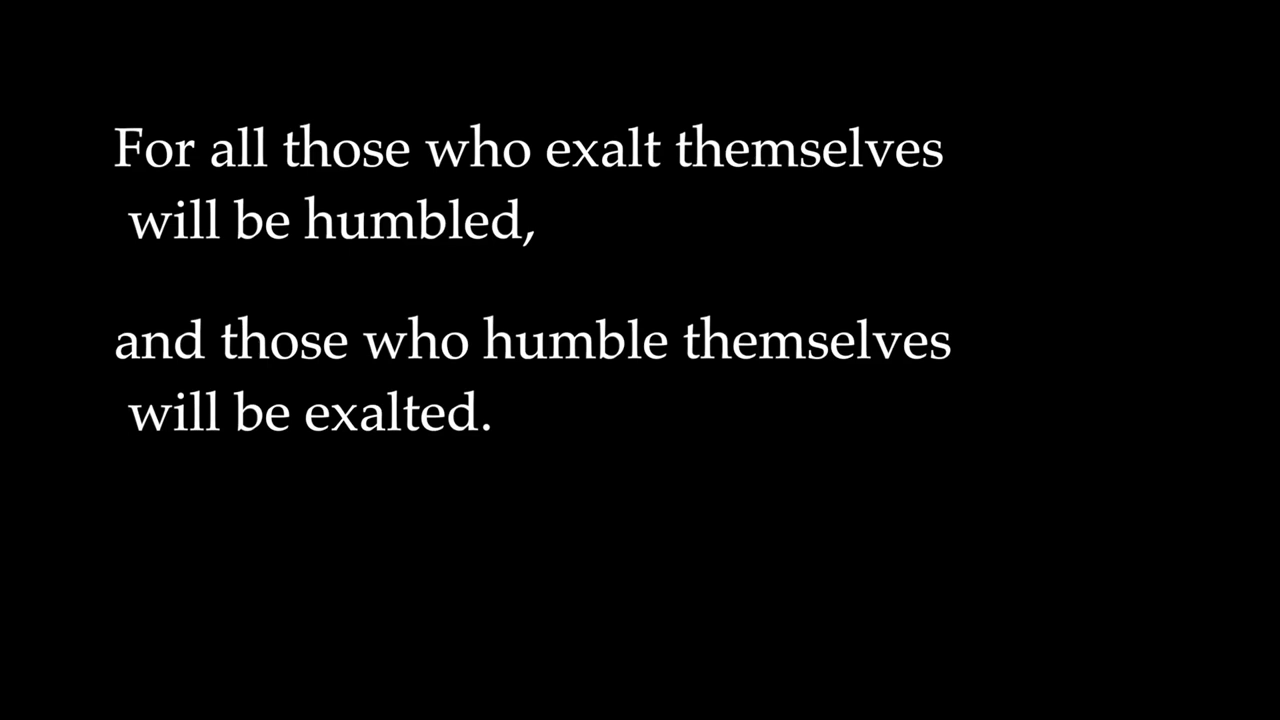 For all those who exalt themselves
will be humbled,
and those who humble themselves
will be exalted.